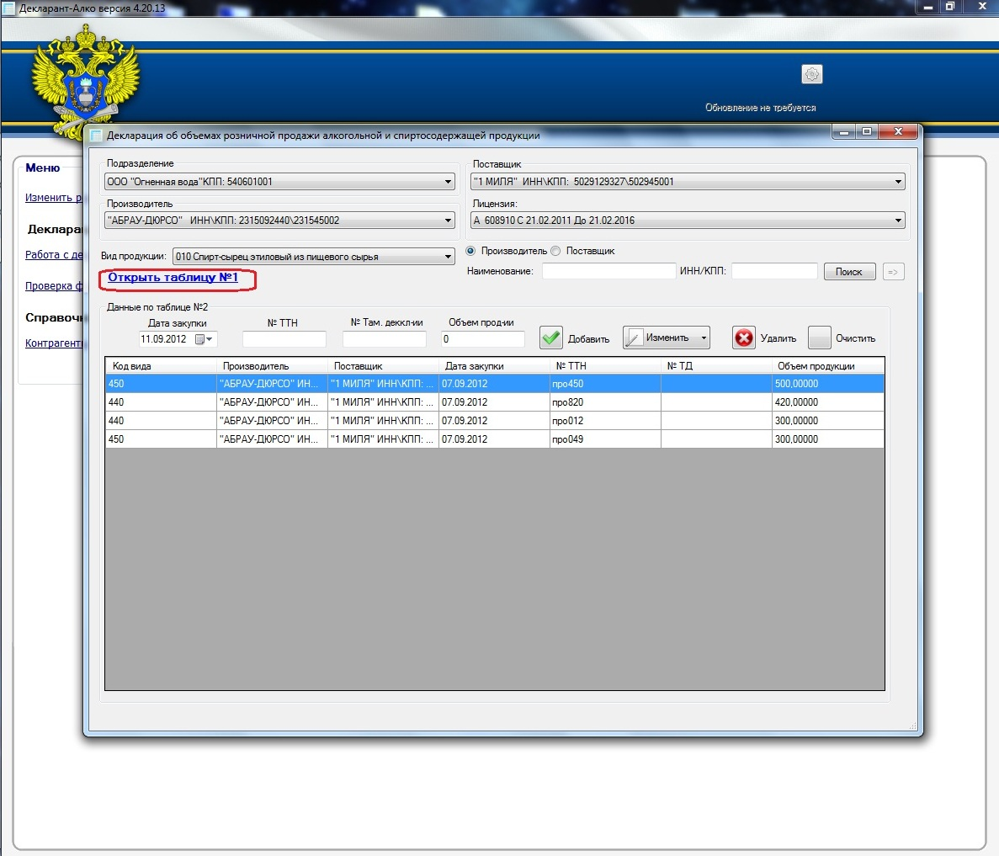 Декларант-Алко версия 4.20.13
Обновление не требуется
Декларация об объемах розничной продажи алкогольной и спиртосодержащей продукции
Меню
Изменить р
Деклара
Работа с де
Проверка ф
Справоч
Контрагент
Подразделение
ООО "Огненная вода"КПП: 540601001
Поставщик
"1 МИЛЯ" ИНН\КПП: 5029129327\502945001
Производитель
"АБРАУ-ДЮРСО" ИНН\КПП: 2315092440\231545002
Лицензия:
А 608910 С 21.02.2011 До 21.02.2016
Вид продукции: 010 Спирт-сырец этиловый из пищевого сырья
Производитель Поставщик
Открыть таблицу №1
Наименование: ИНН/КПП: Поиск =>
Данные по таблице №2
Дата закупки № ТТН № Там. деккл-ии Объем прод-ии
11.09.2012 0 Добавить Изменить Удалить Очистить
Код вида Производитель Поставщик Дата закупки № ТТН № ТД Объем продукции
450 "АБРАУ-ДЮРСО" ИН... "1 МИЛЯ" ИНН\КПП: ... 07.09.2012 про450 500,00000
440 "АБРАУ-ДЮРСО" ИН... "1 МИЛЯ" ИНН\КПП: ... 07.09.2012 про820 420,00000
440 "АБРАУ-ДЮРСО" ИН... "1 МИЛЯ" ИНН\КПП: ... 07.09.2012 про012 300,00000
450 "АБРАУ-ДЮРСО" ИН... "1 МИЛЯ" ИНН\КПП: ... 07.09.2012 про049 300,00000